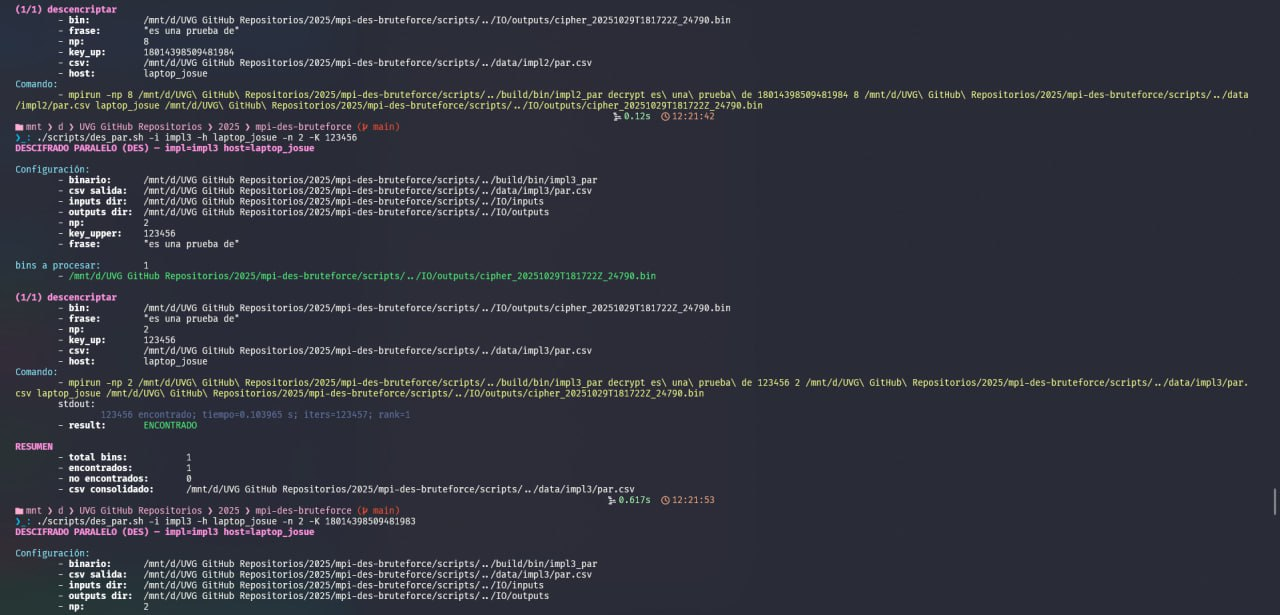 (1/1) descencriptar
- bin: /mnt/d/UVG GitHub Repositorios/2025/mpi-des-bruteforce/scripts/../IO/outputs/cipher_20251029T181722Z_24790.bin
- frase: "es una prueba de"
- np: 8
- key_up: 18014398509481984
- csv: /mnt/d/UVG GitHub Repositorios/2025/mpi-des-bruteforce/scripts/../data/impl2/par.csv
- host: laptop_josue
Comando:
- mpirun -np 8 /mnt/d/UVG\ GitHub\ Repositorios/2025/mpi-des-bruteforce/scripts/../build/bin/impl2_par decrypt es\ una\ prueba\ de 18014398509481984 8 /mnt/d/UVG\ GitHub\ Repositorios/2025/mpi-des-bruteforce/scripts/../data
/impl2/par.csv laptop_josue /mnt/d/UVG\ GitHub\ Repositorios/2025/mpi-des-bruteforce/scripts/../IO/outputs/cipher_20251029T181722Z_24790.bin
0.12s 12:21:42
mnt ❯ d ❯ UVG GitHub Repositorios ❯ 2025 ❯ mpi-des-bruteforce ( main)
❯_: ./scripts/des_par.sh -i impl3 -h laptop_josue -n 2 -K 123456
DESCIFRADO PARALELO (DES) — impl=impl3 host=laptop_josue
Configuración:
- binario: /mnt/d/UVG GitHub Repositorios/2025/mpi-des-bruteforce/scripts/../build/bin/impl3_par
- csv salida: /mnt/d/UVG GitHub Repositorios/2025/mpi-des-bruteforce/scripts/../data/impl3/par.csv
- inputs dir: /mnt/d/UVG GitHub Repositorios/2025/mpi-des-bruteforce/scripts/../IO/inputs
- outputs dir: /mnt/d/UVG GitHub Repositorios/2025/mpi-des-bruteforce/scripts/../IO/outputs
- np: 2
- key_upper: 123456
- frase: "es una prueba de"
bins a procesar: 1
- /mnt/d/UVG GitHub Repositorios/2025/mpi-des-bruteforce/scripts/../IO/outputs/cipher_20251029T181722Z_24790.bin
(1/1) descencriptar
- bin: /mnt/d/UVG GitHub Repositorios/2025/mpi-des-bruteforce/scripts/../IO/outputs/cipher_20251029T181722Z_24790.bin
- frase: "es una prueba de"
- np: 2
- key_up: 123456
- csv: /mnt/d/UVG GitHub Repositorios/2025/mpi-des-bruteforce/scripts/../data/impl3/par.csv
- host: laptop_josue
Comando:
- mpirun -np 2 /mnt/d/UVG\ GitHub\ Repositorios/2025/mpi-des-bruteforce/scripts/../build/bin/impl3_par decrypt es\ una\ prueba\ de 123456 2 /mnt/d/UVG\ GitHub\ Repositorios/2025/mpi-des-bruteforce/scripts/../data/impl3/par.
csv laptop_josue /mnt/d/UVG\ GitHub\ Repositorios/2025/mpi-des-bruteforce/scripts/../IO/outputs/cipher_20251029T181722Z_24790.bin
stdout:
123456 encontrado; tiempo=0.103965 s; iters=123457; rank=1
- result: ENCONTRADO
RESUMEN
- total bins: 1
- encontrados: 1
- no encontrados: 0
- csv consolidado: /mnt/d/UVG GitHub Repositorios/2025/mpi-des-bruteforce/scripts/../data/impl3/par.csv
0.617s 12:21:53
mnt ❯ d ❯ UVG GitHub Repositorios ❯ 2025 ❯ mpi-des-bruteforce ( main)
❯_: ./scripts/des_par.sh -i impl3 -h laptop_josue -n 2 -K 18014398509481983
DESCIFRADO PARALELO (DES) — impl=impl3 host=laptop_josue
Configuración:
- binario: /mnt/d/UVG GitHub Repositorios/2025/mpi-des-bruteforce/scripts/../build/bin/impl3_par
- csv salida: /mnt/d/UVG GitHub Repositorios/2025/mpi-des-bruteforce/scripts/../data/impl3/par.csv
- inputs dir: /mnt/d/UVG GitHub Repositorios/2025/mpi-des-bruteforce/scripts/../IO/inputs
- outputs dir: /mnt/d/UVG GitHub Repositorios/2025/mpi-des-bruteforce/scripts/../IO/outputs
- np: 2